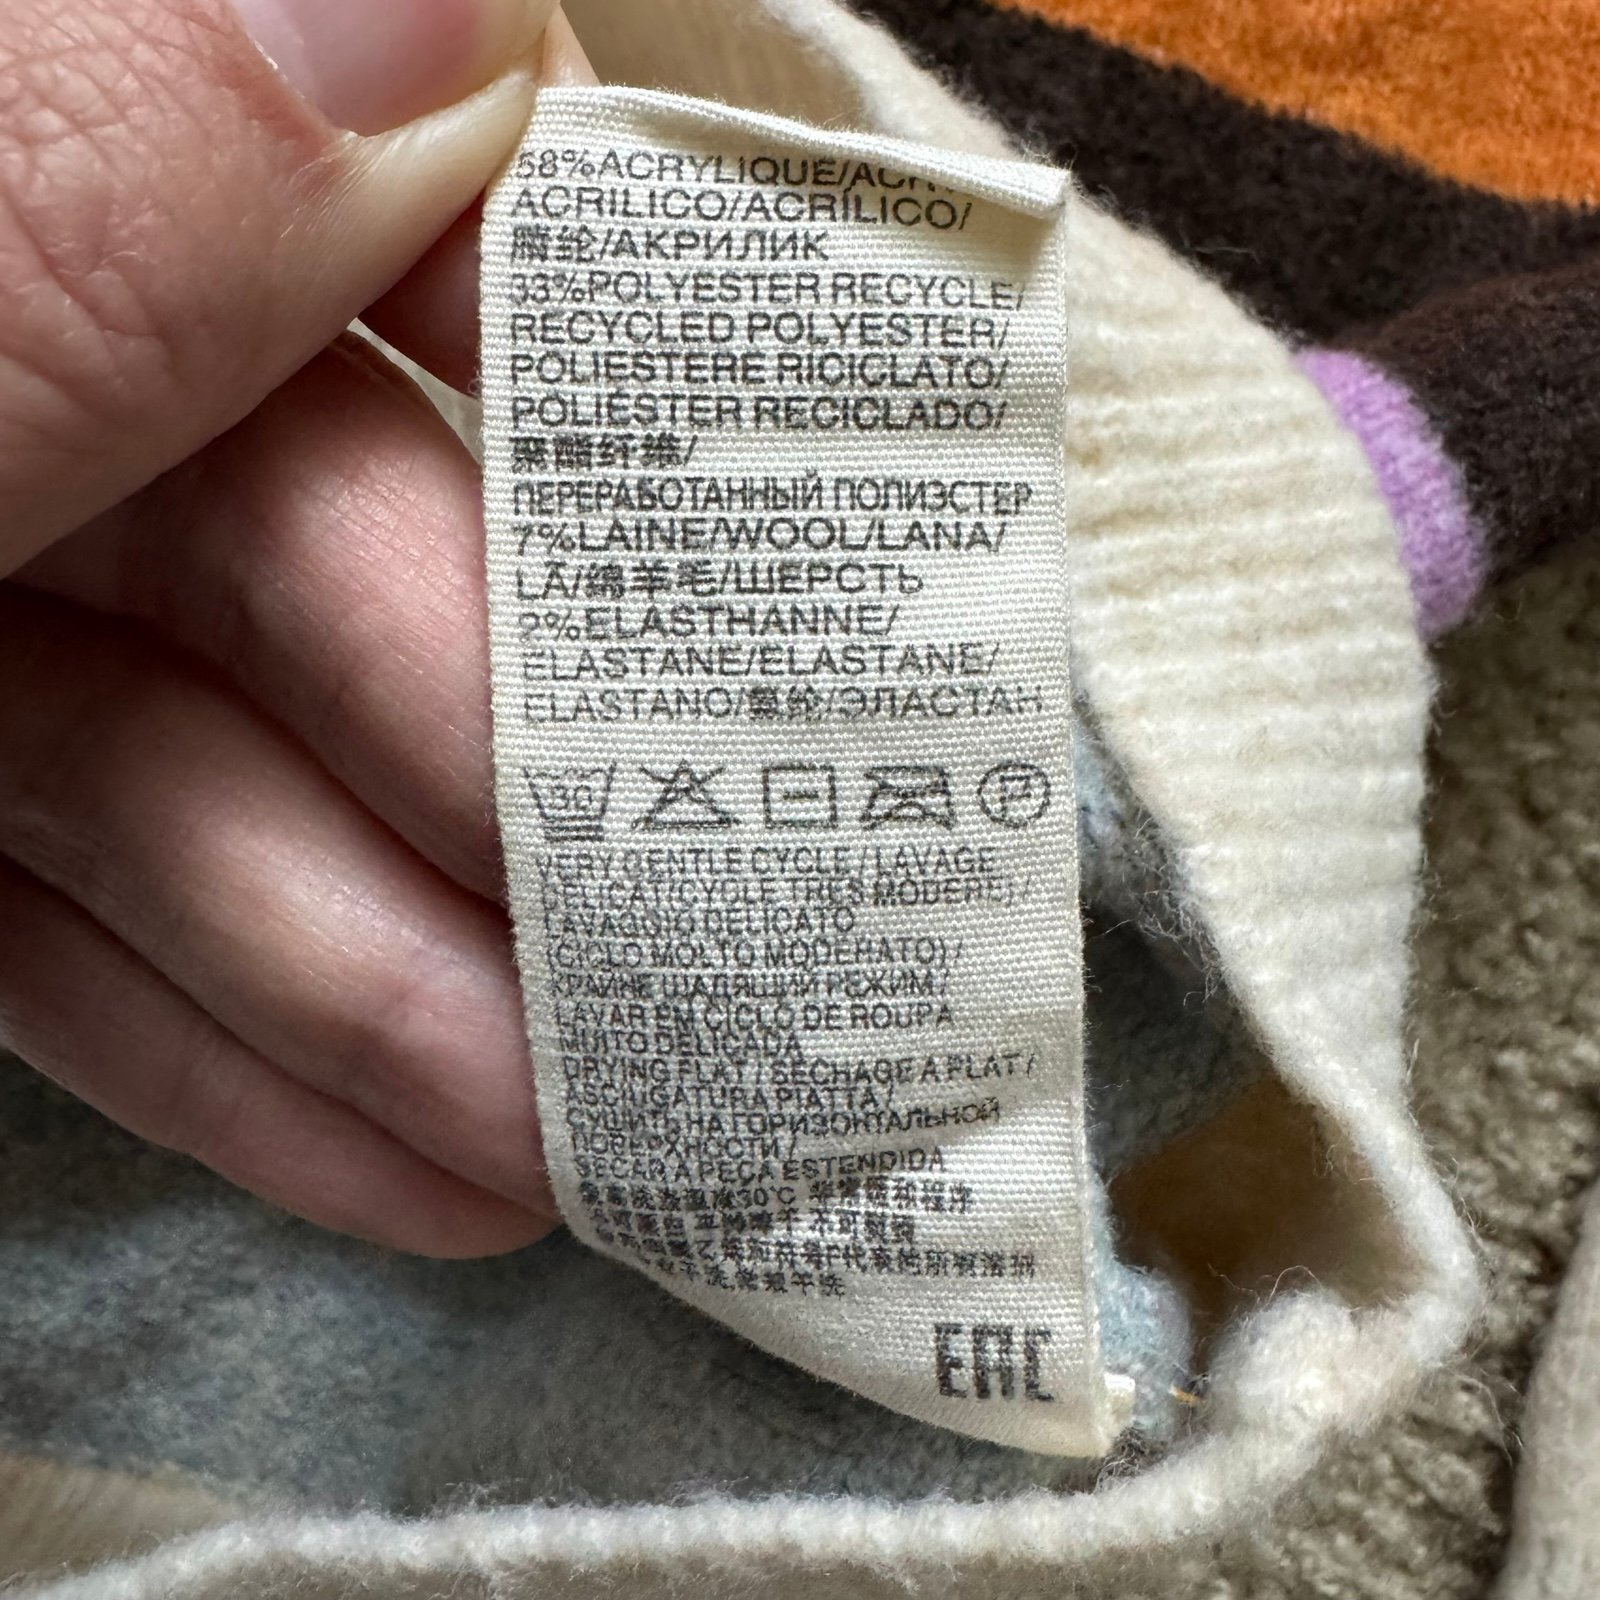 58%ACRYLIQUE/
ACRILICO/ACRÍLICO/
腈纶/АКРИЛИК
33%POLYESTER RECYCLE/
RECYCLED POLYESTER/
POLIESTERE RICICLATO/
POLIÉSTER RECICLADO/
聚酯纤维/
ПЕРЕРАБОТАННЫЙ ПОЛИЭСТЕР
7%LAINE/WOOL/LANA/
LÃ/绵羊毛/ШЕРСТЬ
2%ELASTHANNE/
ELASTANE/ELASTANE/
ELASTANO/氨纶/ЭЛАСТАН
30
P
VERY GENTLE CYCLE / LAVAGE
DELICAT (CYCLE TRES MODERE) /
LAVAGGIO DELICATO
(CICLO MOLTO MODERATO) /
КРАЙНЕ ЩАДЯЩИЙ РЕЖИМ /
LAVAR EM CICLO DE ROUPA
MUITO DELICADA
DRYING FLAT / SECHAGE A PLAT /
ASCIUGATURA PIATTA /
СУШИТЬ НА ГОРИЗОНТАЛЬНОЙ
ПОВЕРХНОСТИ /
SECAR A PEÇA ESTENDIDA
30°C
EAC